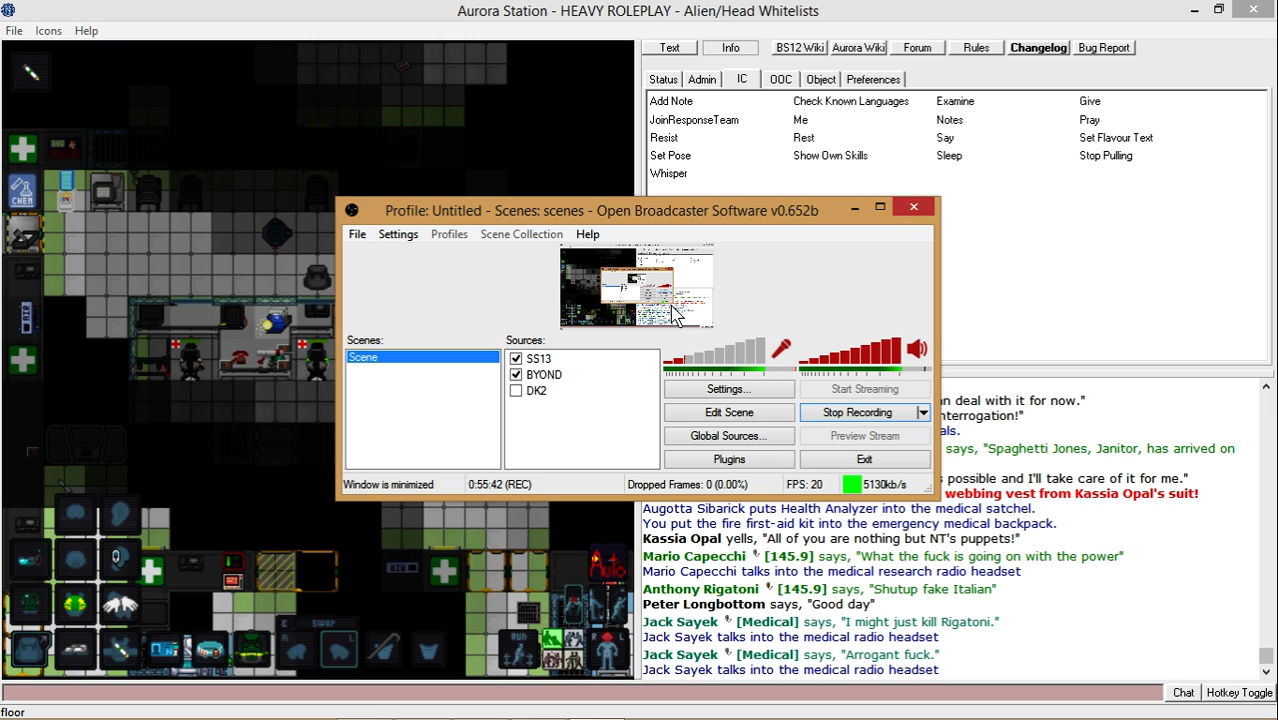 Aurora Station - HEAVY ROLEPLAY - Alien/Head Whitelists
File Icons Help
Text Info BS12 Wiki Aurora Wiki Forum Rules Changelog Bug Report
Status Admin IC OOC Object Preferences
Add Note Check Known Languages Examine Give
JoinResponseTeam Me Notes Pray
Resist Rest Say Set Flavour Text
Set Pose Show Own Skills Sleep Stop Pulling
Whisper
CHEM
Profile: Untitled - Scenes: scenes - Open Broadcaster Software v0.652b
File Settings Profiles Scene Collection Help
Scenes: Sources:
Scene
SS13
BYOND
DK2
Settings... Start Streaming
Edit Scene Stop Recording
Global Sources... Preview Stream
Plugins Exit
Window is minimized 0:55:42 (REC) Dropped Frames: 0 (0.00%) FPS: 20 5130kb/s
n deal with it for now."
nterrogation!"
als.
says, "Spaghetti Jones, Janitor, has arrived on
possible and I'll take care of it for me."
webbing vest from Kassia Opal's suit!
Augotta Sibarick puts Health Analyzer into the medical satchel.
You put the fire first-aid kit into the emergency medical backpack.
Kassia Opal yells, "All of you are nothing but NT's puppets!"
Mario Capecchi [145.9] says, "What the fuck is going on with the power"
Mario Capecchi talks into the medical research radio headset
Anthony Rigatoni [145.9] says, "Shutup fake Italian"
Peter Longbottom says, "Good day"
Jack Sayek [Medical] says, "I might just kill Rigatoni."
Jack Sayek talks into the medical radio headset
Jack Sayek [Medical] says, "Arrogant fuck."
Jack Sayek talks into the medical radio headset
E SWAP
R L
RUN
R L
Auto
Chat Hotkey Toggle
floor